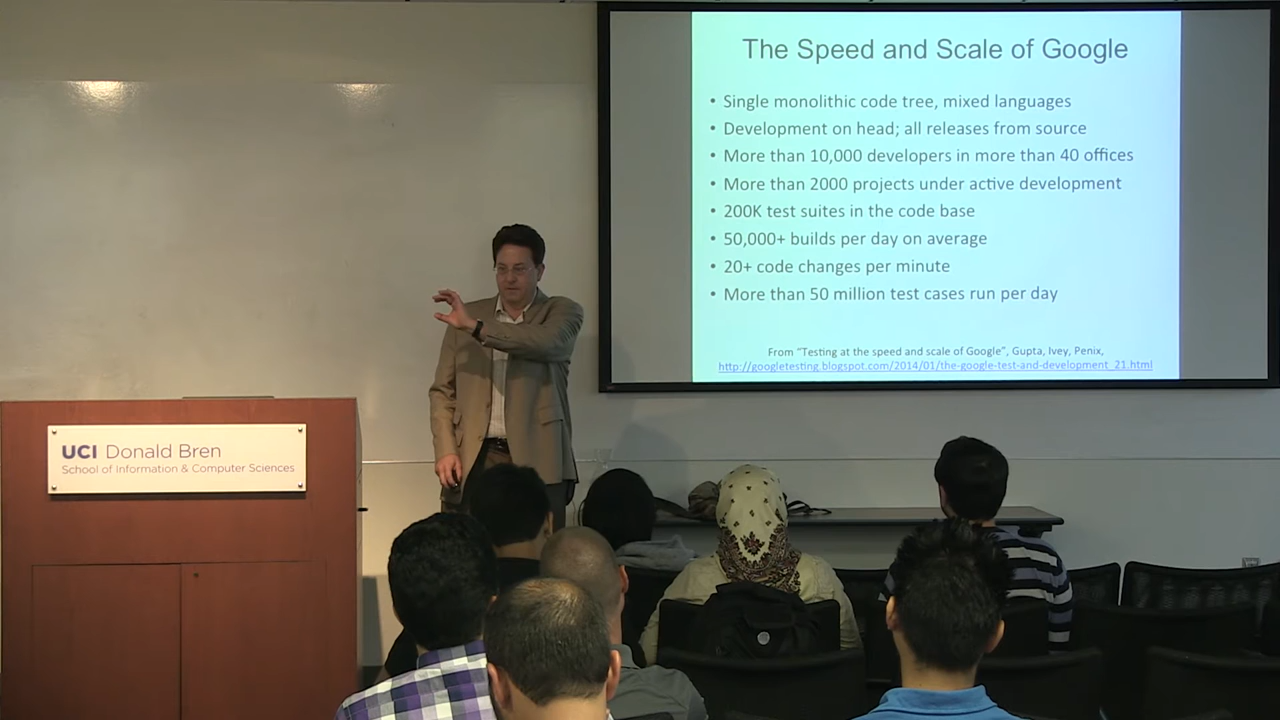 The Speed and Scale of Google
• Single monolithic code tree, mixed languages
• Development on head; all releases from source
• More than 10,000 developers in more than 40 offices
• More than 2000 projects under active development
• 200K test suites in the code base
• 50,000+ builds per day on average
• 20+ code changes per minute
• More than 50 million test cases run per day
From “Testing at the speed and scale of Google”, Gupta, Ivey, Penix,
http://googletesting.blogspot.com/2014/01/the-google-test-and-development_21.html
UCI Donald Bren
School of Information & Computer Sciences